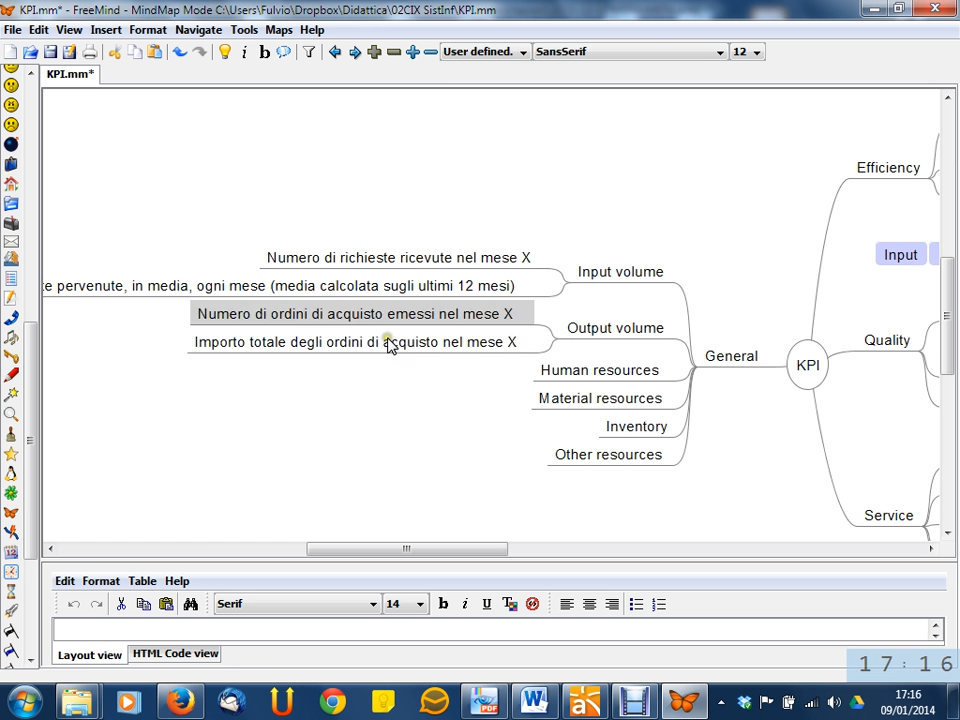 KPI.mm* - FreeMind - MindMap Mode C:\Users\Fulvio\Dropbox\Didattica\02CIX SistInf\KPI.mm
File Edit View Insert Format Navigate Tools Maps Help
User defined. SansSerif 12
KPI.mm*
Efficiency
Numero di richieste ricevute nel mese X
Input volume
Input
te pervenute, in media, ogni mese (media calcolata sugli ultimi 12 mesi)
Numero di ordini di acquisto emessi nel mese X
Output volume
Importo totale degli ordini di acquisto nel mese X
Quality
General
KPI
Human resources
Material resources
Inventory
Other resources
Service
Edit Format Table Help
Serif 14
Layout view HTML Code view
17:16
17:16
09/01/2014